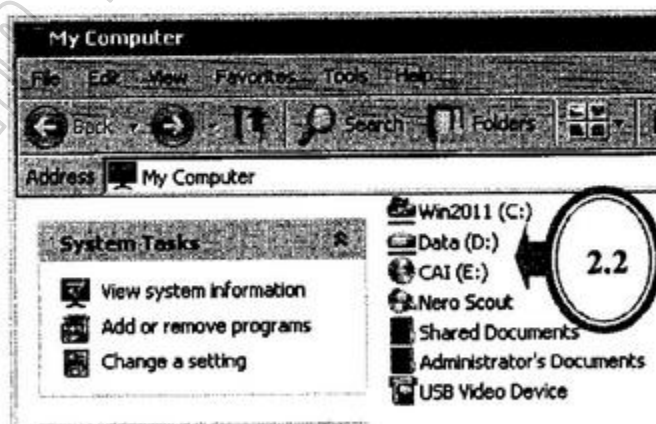 My Computer
File Edit View Favorites Tools Help
Back Search Folders
Address My Computer
System Tasks
View system information
Add or remove programs
Change a setting
Win2011 (C:)
Data (D:)
CAI (E:)
Nero Scout
Shared Documents
Administrator's Documents
USB Video Device
2.2